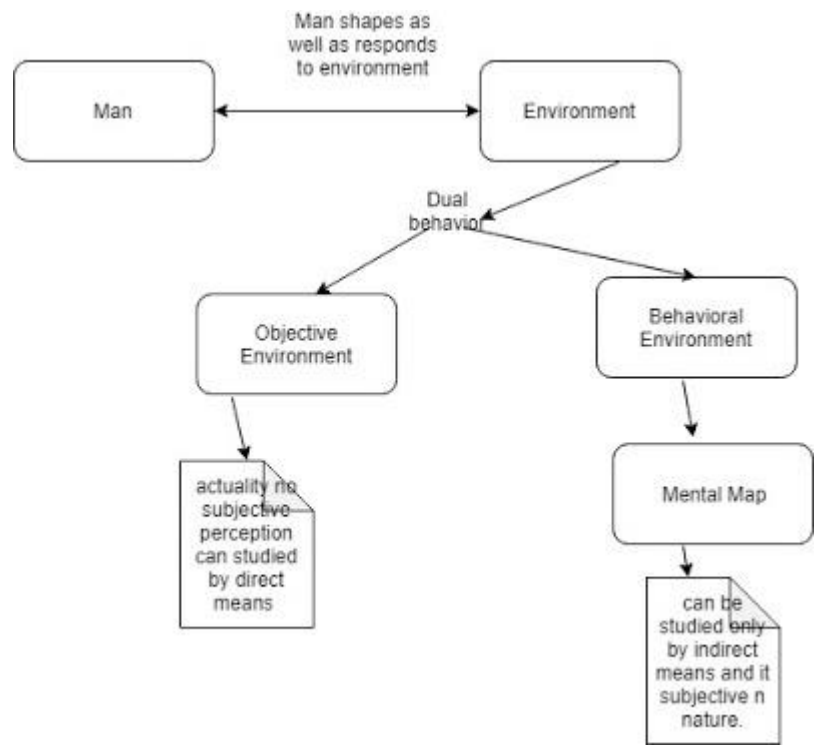 Man shapes as
well as responds
to environment
Man
Environment
Dual
behavior
Objective
Environment
Behavioral
Environment
actuality no
subjective
perception
can studied
by direct
means
Mental Map
can be
studied only
by indirect
means and it
subjective n
nature.